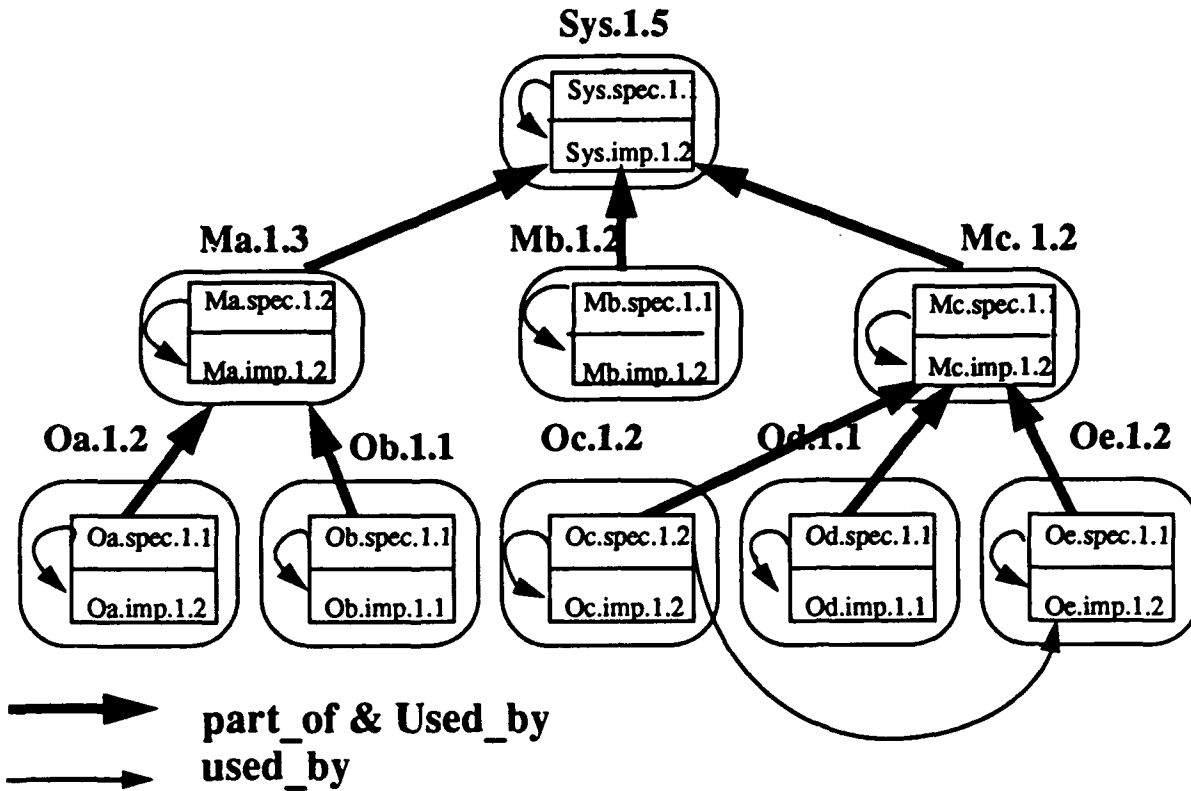 Sys.1.5
Sys.spec.1.1
Sys.imp.1.2
Ma.1.3
Mb.1.2
Mc. 1.2
Ma.spec.1.2
Ma.imp.1.2
Mb.spec.1.1
Mb.imp.1.2
Mc.spec.1.1
Mc.imp.1.2
Oa.1.2
Ob.1.1
Oc.1.2
Od.1.1
Oe.1.2
Oa.spec.1.1
Oa.imp.1.2
Ob.spec.1.1
Ob.imp.1.1
Oc.spec.1.2
Oc.imp.1.2
Od.spec.1.1
Od.imp.1.1
Oe.spec.1.1
Oe.imp.1.2
part_of & Used_by
used_by